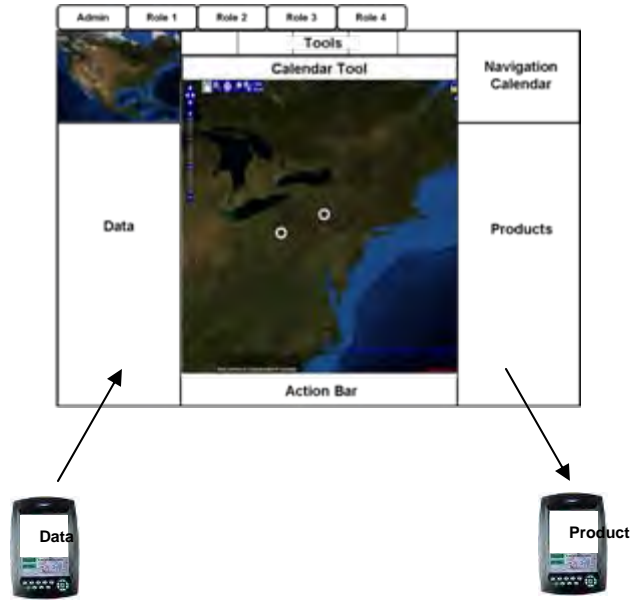 Admin Role 1 Role 2 Role 3 Role 4
Tools
Calendar Tool
Navigation
Calendar
Data
Products
Action Bar
Data
Product